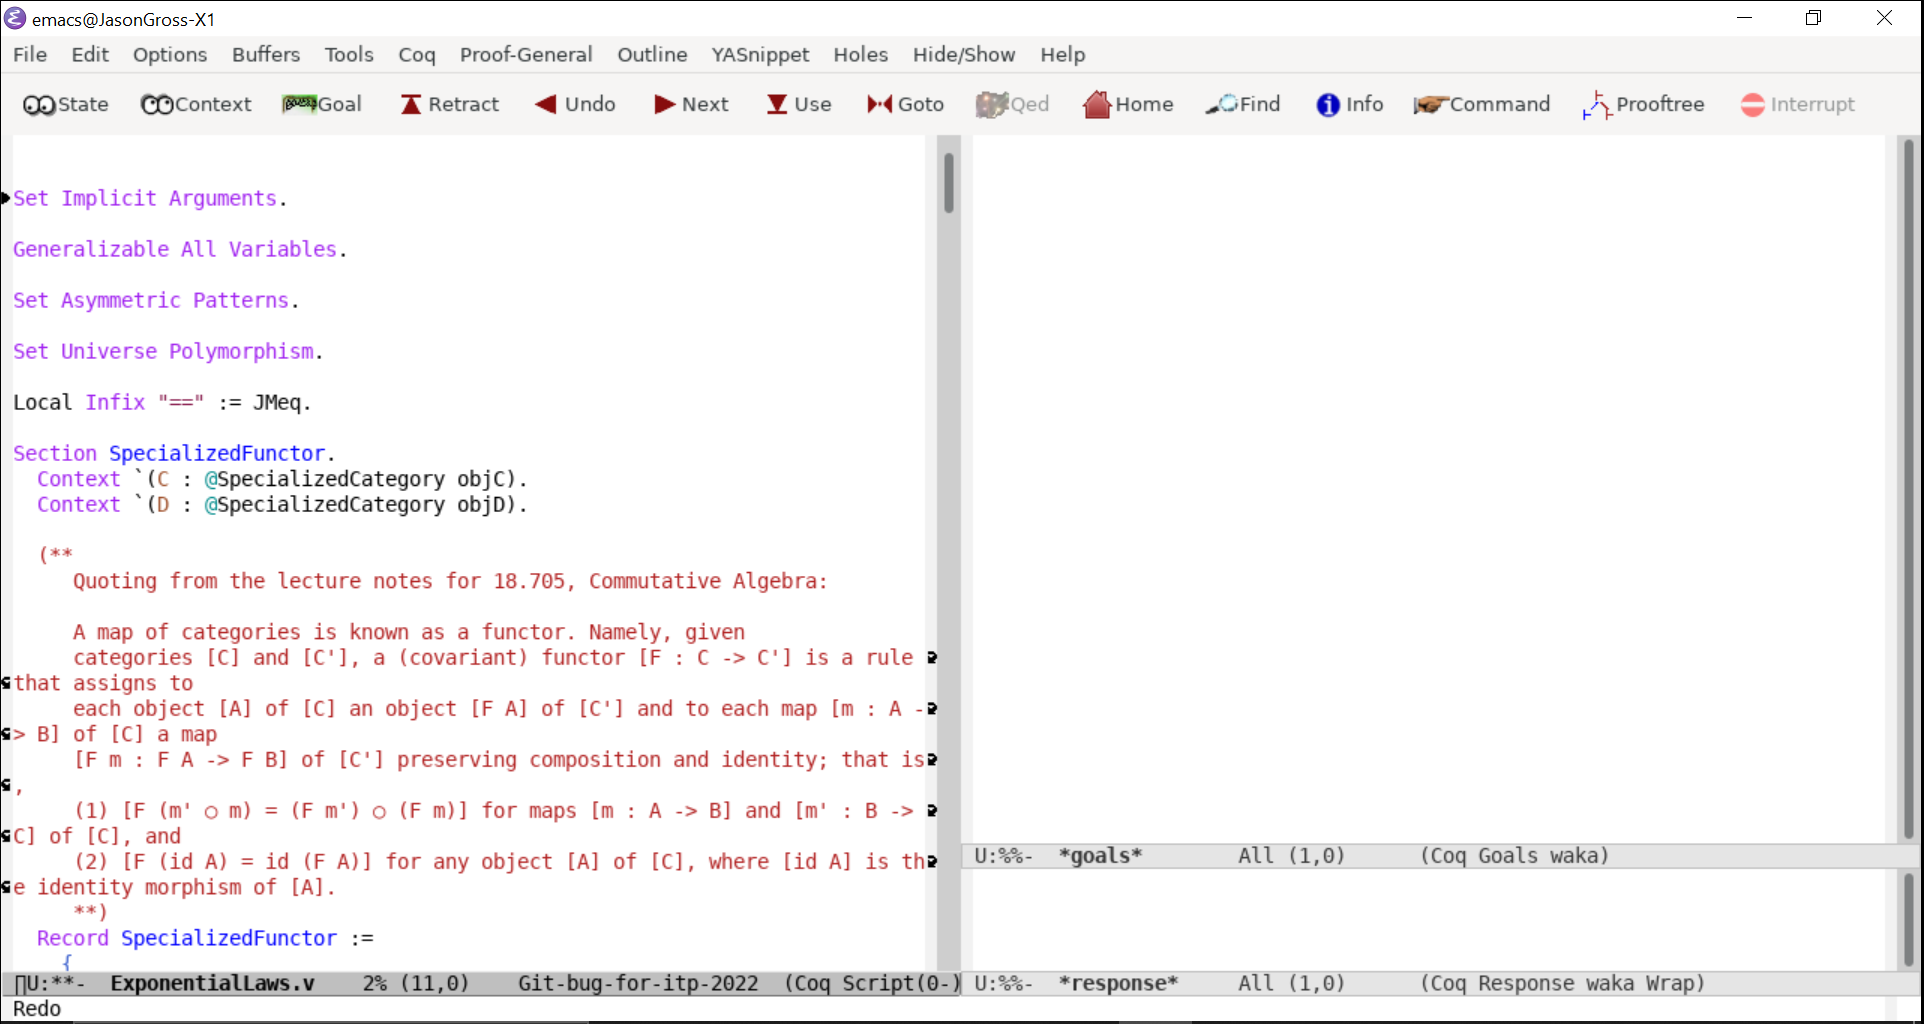 emacs@JasonGross-X1
File Edit Options Buffers Tools Coq Proof-General Outline YASnippet Holes Hide/Show Help
State Context Goal Retract Undo Next Use Goto Qed Home Find Info Command Prooftree Interrupt
Set Implicit Arguments.
Generalizable All Variables.
Set Asymmetric Patterns.
Set Universe Polymorphism.
Local Infix "==" := JMeq.
Section SpecializedFunctor.
  Context `(C : @SpecializedCategory objC).
  Context `(D : @SpecializedCategory objD).
  (**
     Quoting from the lecture notes for 18.705, Commutative Algebra:
     A map of categories is known as a functor. Namely, given
     categories [C] and [C'], a (covariant) functor [F : C -> C'] is a rule
that assigns to
     each object [A] of [C] an object [F A] of [C'] and to each map [m : A -
> B] of [C] a map
     [F m : F A -> F B] of [C'] preserving composition and identity; that is
,
     (1) [F (m' ○ m) = (F m') ○ (F m)] for maps [m : A -> B] and [m' : B ->
C] of [C], and
     (2) [F (id A) = id (F A)] for any object [A] of [C], where [id A] is th
e identity morphism of [A].
     **)
  Record SpecializedFunctor :=
    {
U:**-  ExponentialLaws.v    2% (11,0)    Git-bug-for-itp-2022  (Coq Script(0-)
U:%%-  *goals*        All (1,0)      (Coq Goals waka)
U:%%-  *response*     All (1,0)      (Coq Response waka Wrap)
Redo